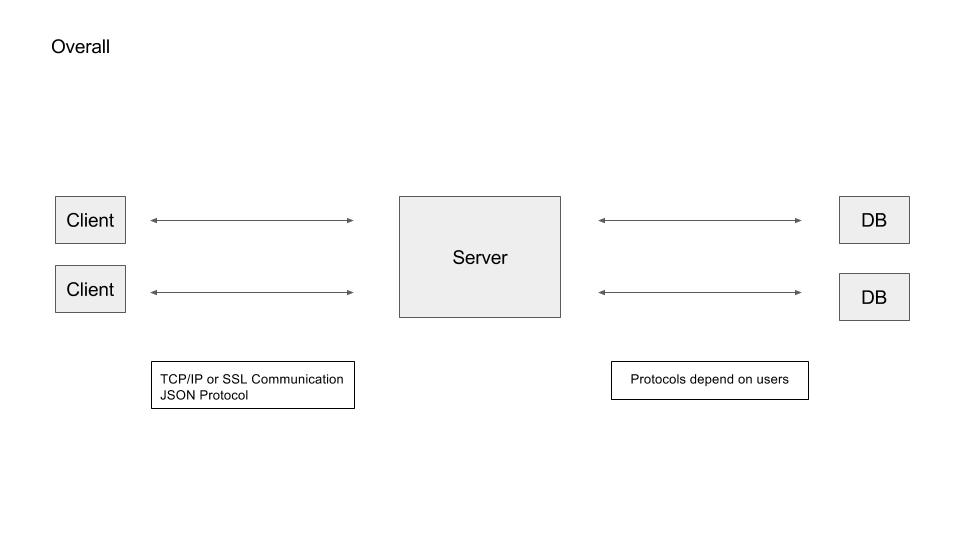 Overall
Client
Client
Server
DB
DB
TCP/IP or SSL Communication
JSON Protocol
Protocols depend on users